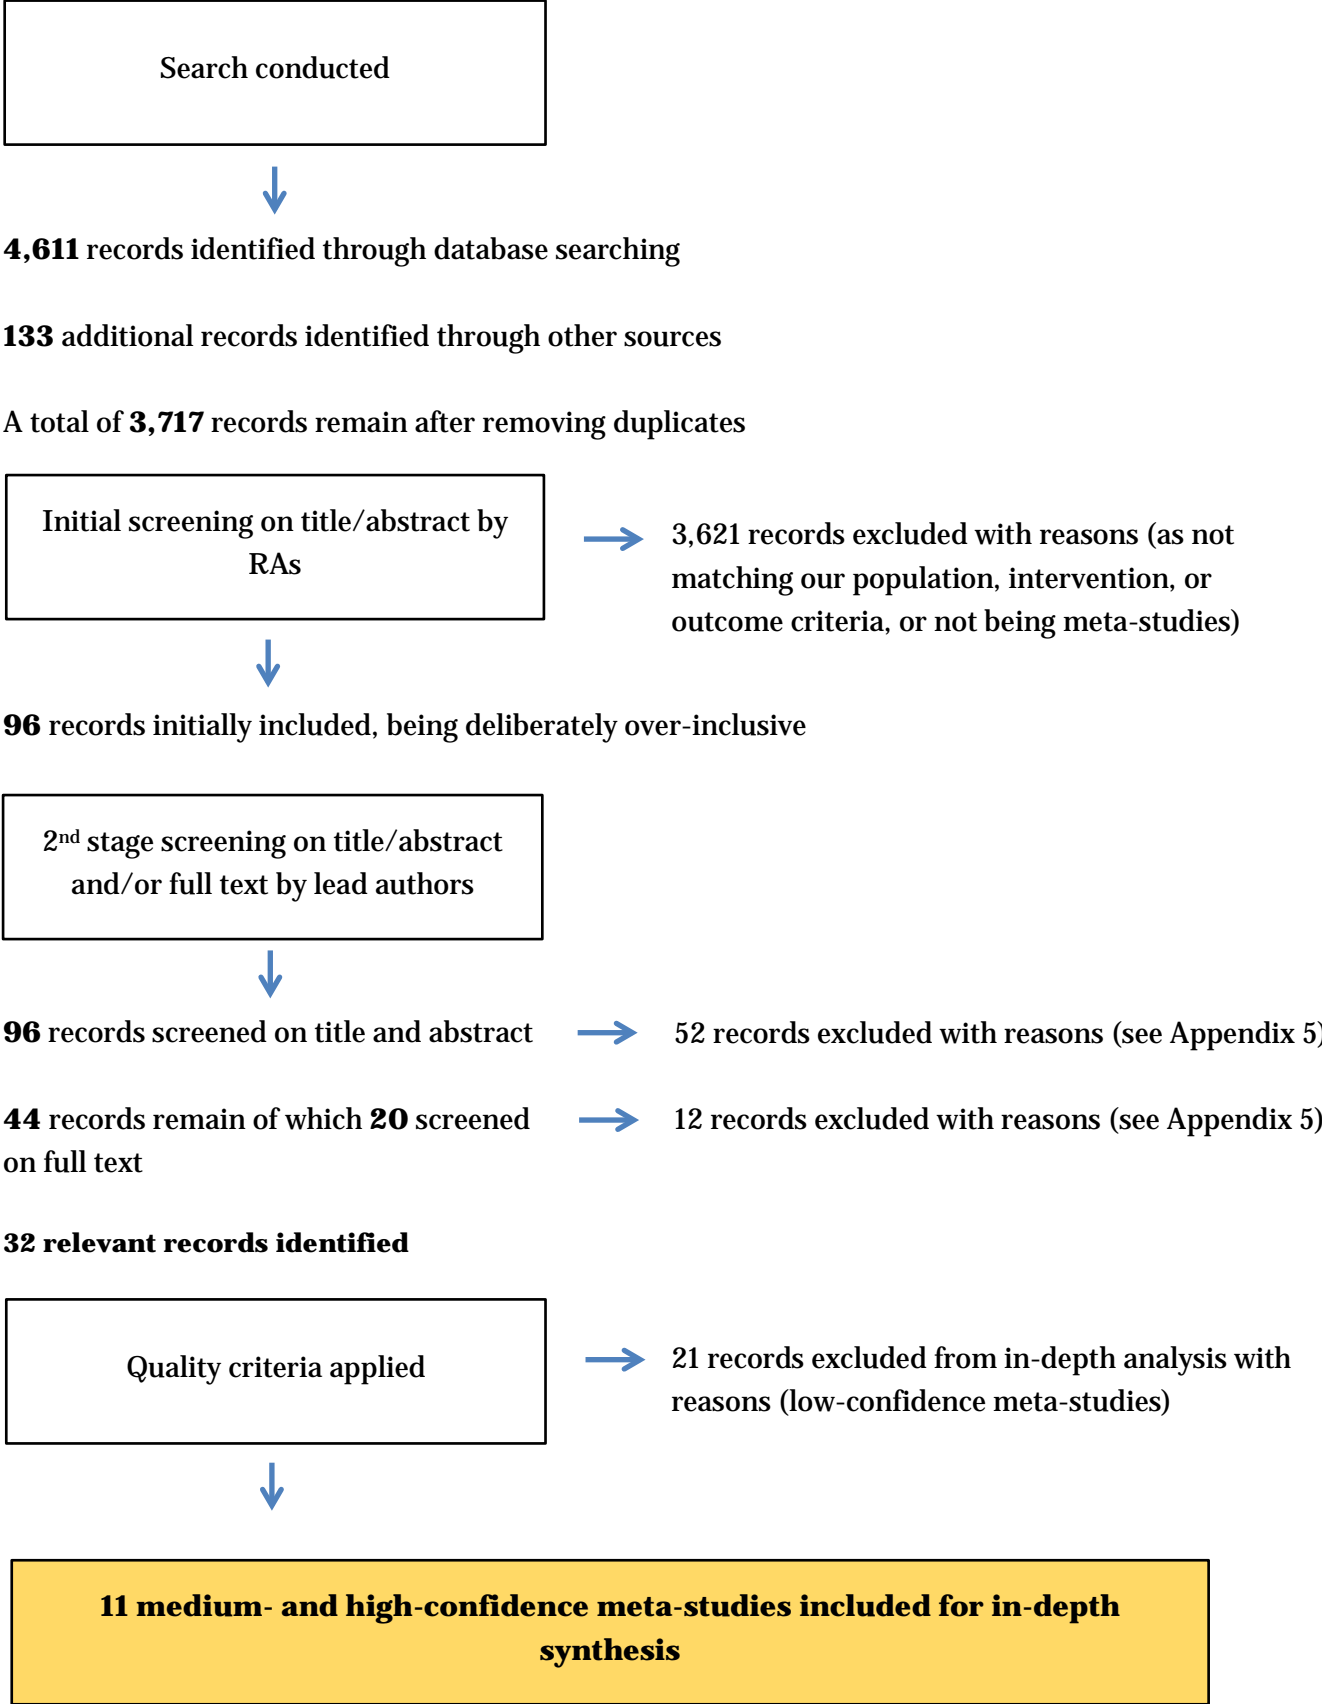 Search conducted
4,611 records identified through database searching
133 additional records identified through other sources
A total of 3,717 records remain after removing duplicates
Initial screening on title/abstract by
RAs
3,621 records excluded with reasons (as not
matching our population, intervention, or
outcome criteria, or not being meta-studies)
96 records initially included, being deliberately over-inclusive
2nd stage screening on title/abstract
and/or full text by lead authors
96 records screened on title and abstract
52 records excluded with reasons (see Appendix 5)
44 records remain of which 20 screened
on full text
12 records excluded with reasons (see Appendix 5)
32 relevant records identified
Quality criteria applied
21 records excluded from in-depth analysis with
reasons (low-confidence meta-studies)
11 medium- and high-confidence meta-studies included for in-depth
synthesis